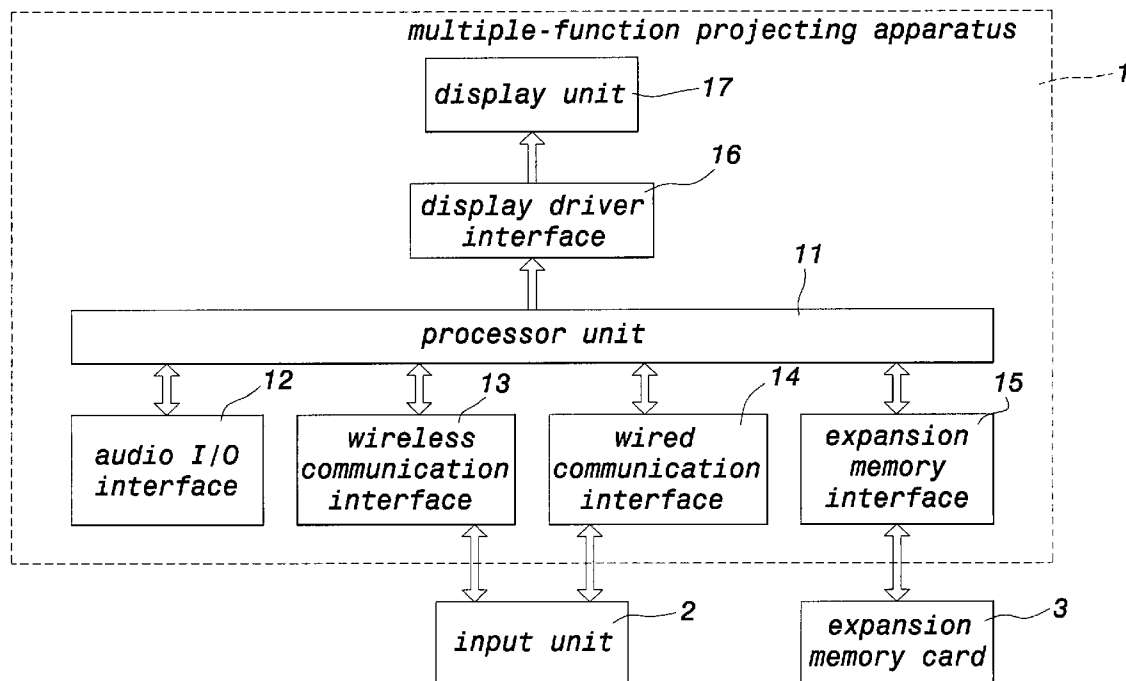 multiple-function projecting apparatus
1
display unit
17
16
display driver
interface
11
processor unit
12
13
14
15
audio I/O
interface
wireless
communication
interface
wired
communication
interface
expansion
memory
interface
input unit
2
expansion
memory card
3